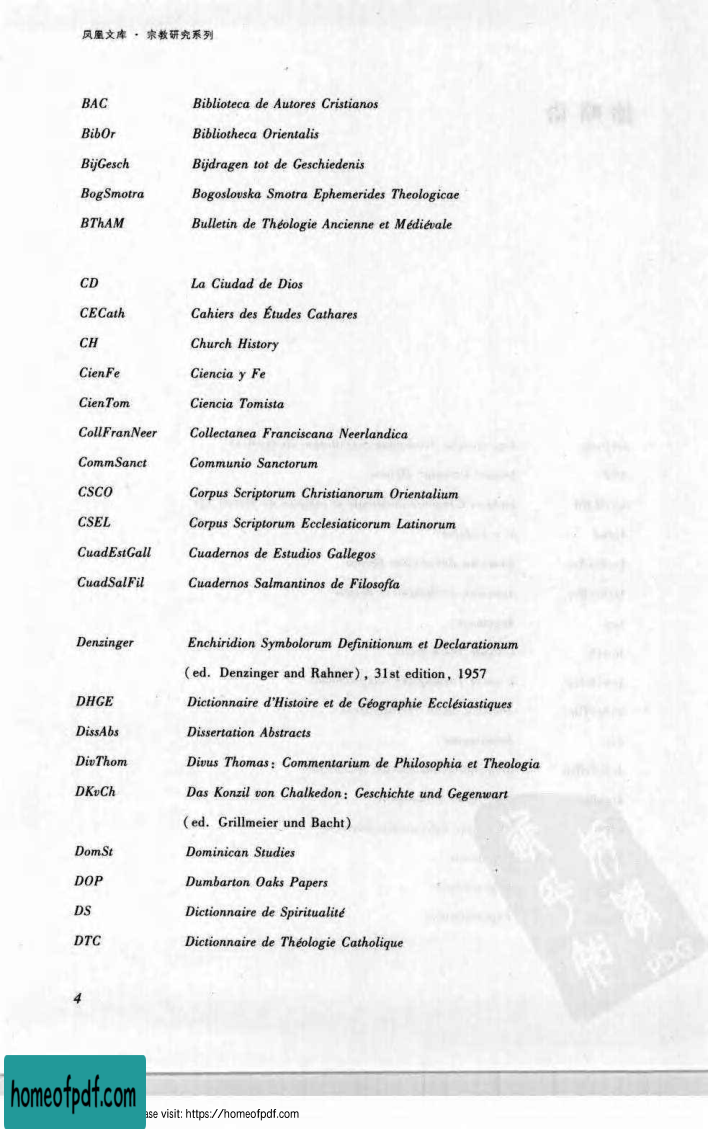 凤凰文库 · 宗教研究系列
BAC Biblioteca de Autores Cristianos
BibOr Bibliotheca Orientalis
BijGesch Bijdragen tot de Geschiedenis
BogSmotra Bogoslovska Smotra Ephemerides Theologicae
BThAM Bulletin de Théologie Ancienne et Médiévale
CD La Ciudad de Dios
CECath Cahiers des Études Cathares
CH Church History
CienFe Ciencia y Fe
CienTom Ciencia Tomista
CollFranNeer Collectanea Franciscana Neerlandica
CommSanct Communio Sanctorum
CSCO Corpus Scriptorum Christianorum Orientalium
CSEL Corpus Scriptorum Ecclesiaticorum Latinorum
CuadEstGall Cuadernos de Estudios Gallegos
CuadSalFil Cuadernos Salmantinos de Filosofía
Denzinger Enchiridion Symbolorum Definitionum et Declarationum
(ed. Denzinger and Rahner), 31st edition, 1957
DHGE Dictionnaire d'Histoire et de Géographie Ecclésiastiques
DissAbs Dissertation Abstracts
DivThom Divus Thomas: Commentarium de Philosophia et Theologia
DKvCh Das Konzil von Chalkedon: Geschichte und Gegenwart
(ed. Grillmeier und Bacht)
DomSt Dominican Studies
DOP Dumbarton Oaks Papers
DS Dictionnaire de Spiritualité
DTC Dictionnaire de Théologie Catholique
PDG
4
homeofpdf.com
ase visit: https://homeofpdf.com